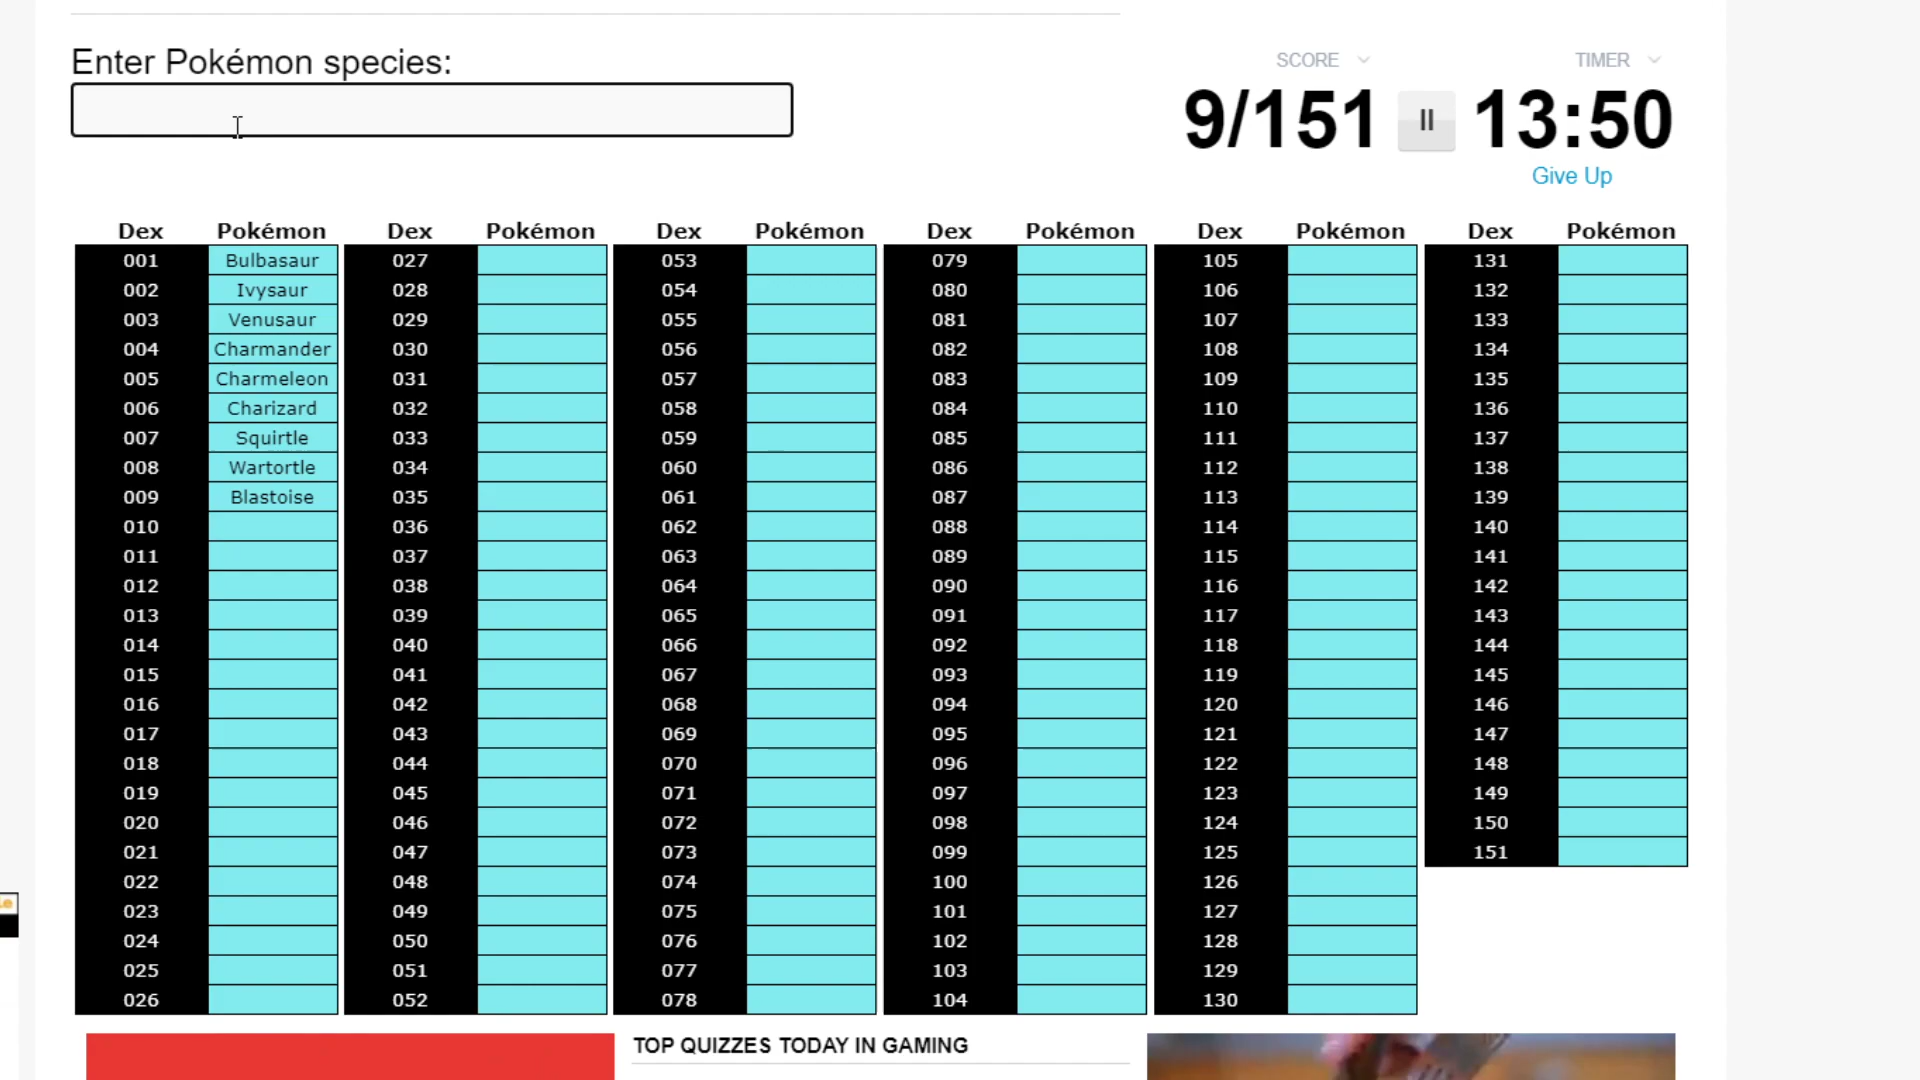 Enter Pokémon species:
SCORE TIMER
9/151 13:50
Give Up
Dex Pokémon Dex Pokémon Dex Pokémon Dex Pokémon Dex Pokémon Dex Pokémon
001 Bulbasaur 027 053 079 105 131
002 Ivysaur 028 054 080 106 132
003 Venusaur 029 055 081 107 133
004 Charmander 030 056 082 108 134
005 Charmeleon 031 057 083 109 135
006 Charizard 032 058 084 110 136
007 Squirtle 033 059 085 111 137
008 Wartortle 034 060 086 112 138
009 Blastoise 035 061 087 113 139
010 036 062 088 114 140
011 037 063 089 115 141
012 038 064 090 116 142
013 039 065 091 117 143
014 040 066 092 118 144
015 041 067 093 119 145
016 042 068 094 120 146
017 043 069 095 121 147
018 044 070 096 122 148
019 045 071 097 123 149
020 046 072 098 124 150
021 047 073 099 125 151
022 048 074 100 126
023 049 075 101 127
024 050 076 102 128
025 051 077 103 129
026 052 078 104 130
TOP QUIZZES TODAY IN GAMING